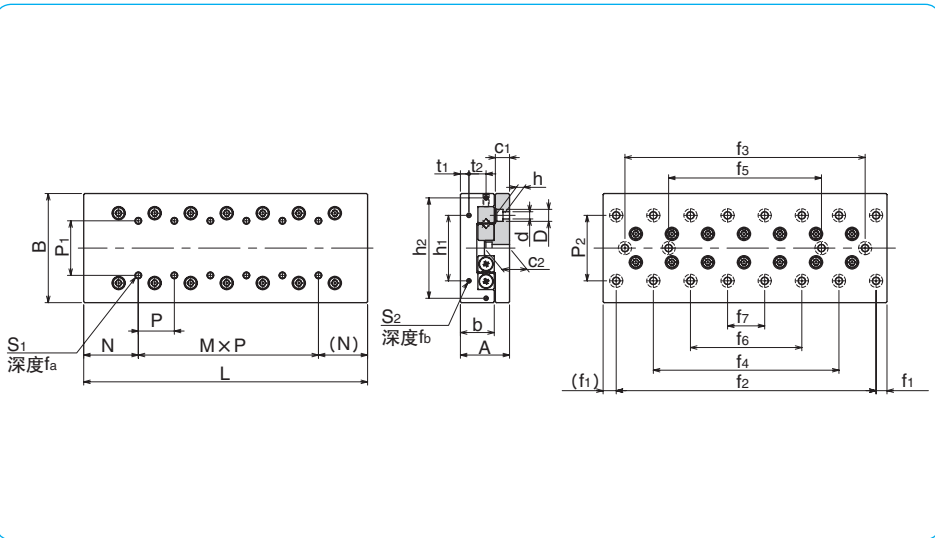 B
P1
S1
深度fa
P
N
M×P
(N)
L
t1
t2
c1
h
h2
h1
d
D
c2
S2
深度fb
b
A
f3
f5
P2
f7
f6
f4
(f1)
f2
f1